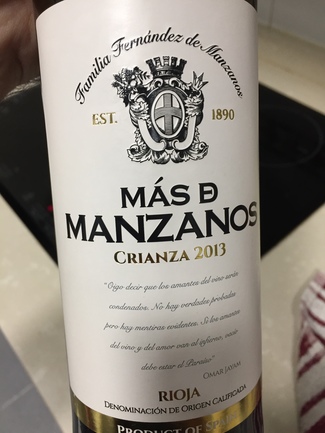 Familia Fernández de Manzanos
EST. 1890
MÁS Đ
MANZANOS
CRIANZA 2013
"Oigo decir que los amantes del vino serán
condenados. No hay verdades probadas
pero hay mentiras evidentes. Si los amantes
del vino y del amor van al infierno, vacío
debe estar el Paraíso"
OMAR JAYAM
RIOJA
DENOMINACIÓN DE ORIGEN CALIFICADA
PRODUCT OF